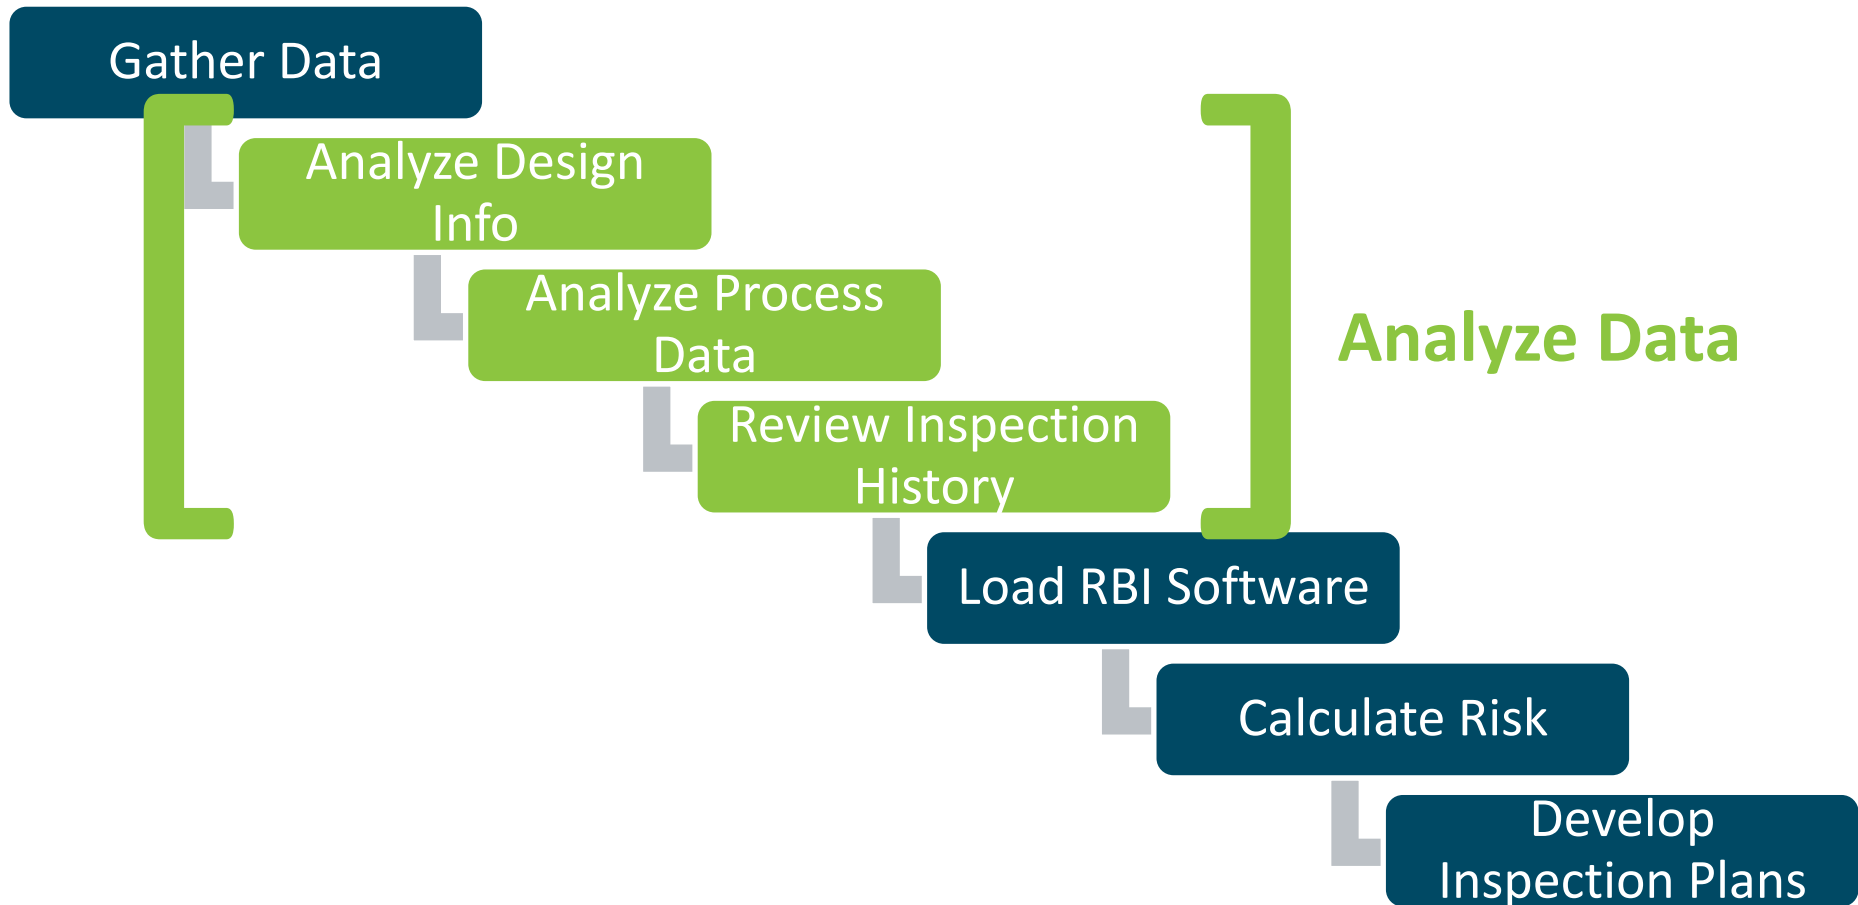 Gather Data
Analyze Design
Info
Analyze Process
Data
Review Inspection
History
Analyze Data
Load RBI Software
Calculate Risk
Develop
Inspection Plans